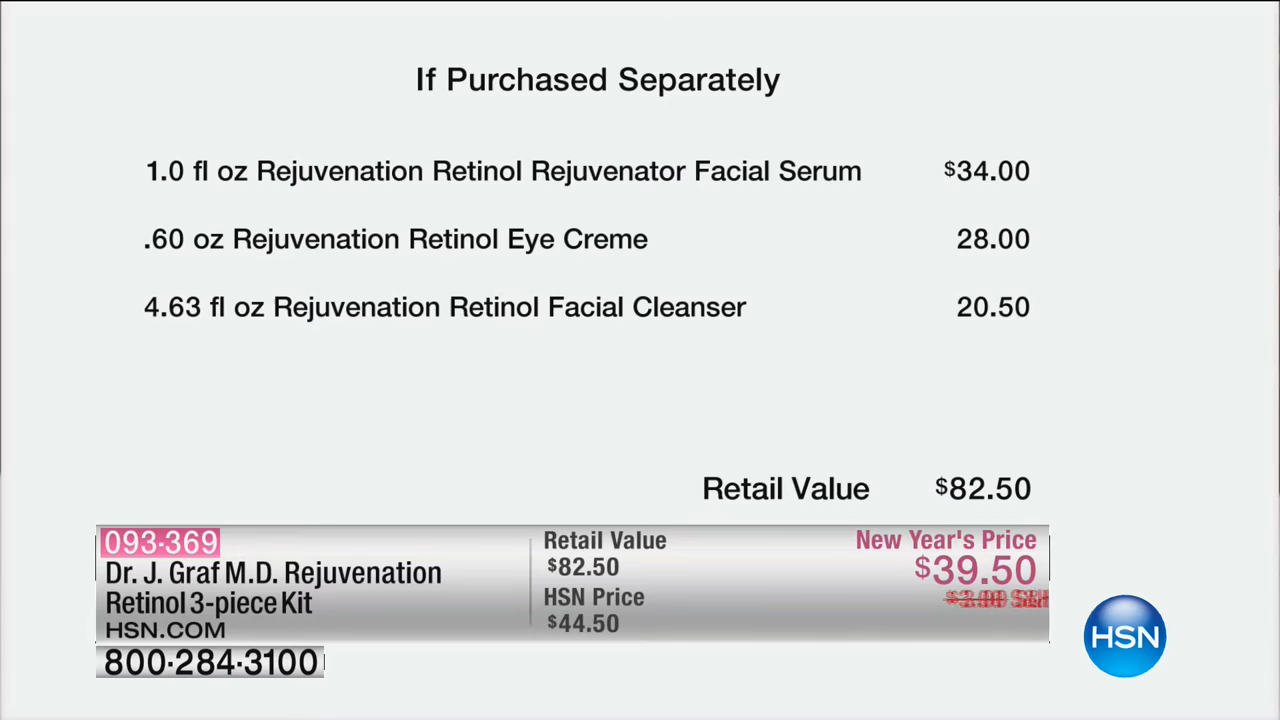 If Purchased Separately
1.0 fl oz Rejuvenation Retinol Rejuvenator Facial Serum $34.00
.60 oz Rejuvenation Retinol Eye Creme 28.00
4.63 fl oz Rejuvenation Retinol Facial Cleanser 20.50
Retail Value $82.50
093-369
Dr. J. Graf M.D. Rejuvenation
Retinol 3-piece Kit
HSN.COM
800·284·3100
Retail Value
$82.50
HSN Price
$44.50
New Year's Price
$39.50
HSN